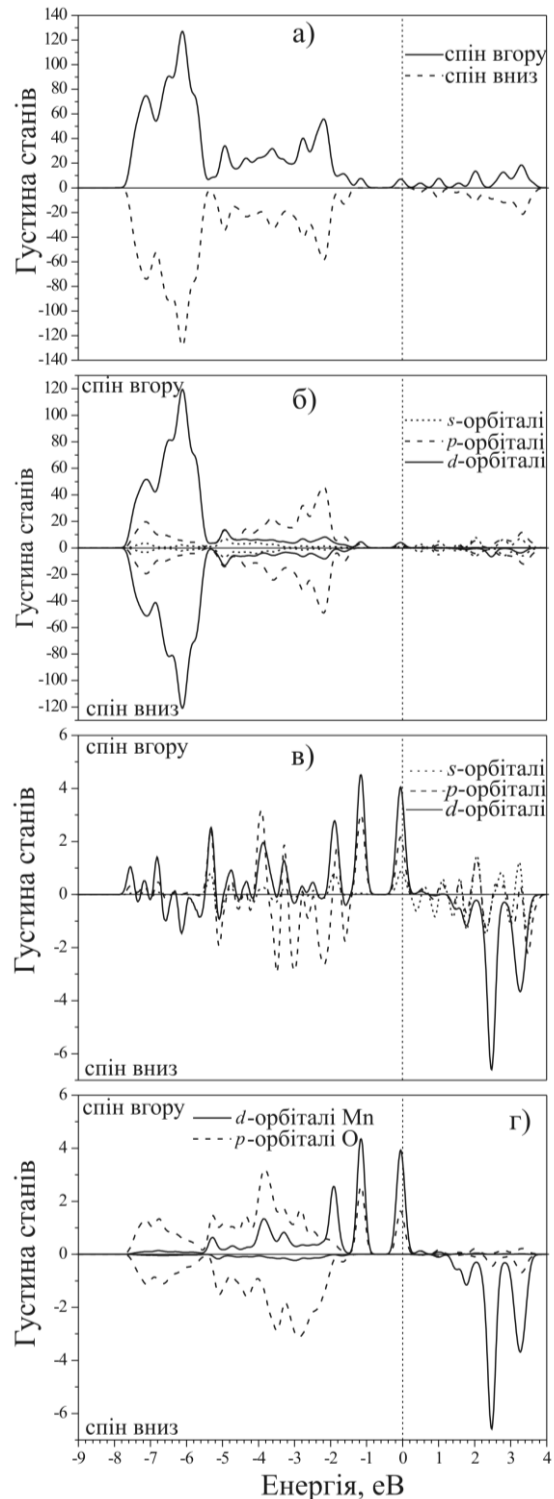 а)
спін вгору
спін вниз
Густина станів
140
120
100
80
60
40
20
0
-20
-40
-60
-80
-100
-120
-140
спін вгору
б)
s-орбіталі
p-орбіталі
d-орбіталі
Густина станів
120
100
80
60
40
20
0
-20
-40
-60
-80
-100
-120
спін вниз
спін вгору
в)
s-орбіталі
p-орбіталі
d-орбіталі
Густина станів
6
4
2
0
-2
-4
-6
спін вниз
спін вгору
г)
d-орбіталі Mn
p-орбіталі O
Густина станів
6
4
2
0
-2
-4
-6
спін вниз
-9 -8 -7 -6 -5 -4 -3 -2 -1 0 1 2 3 4
Енергія, еВ